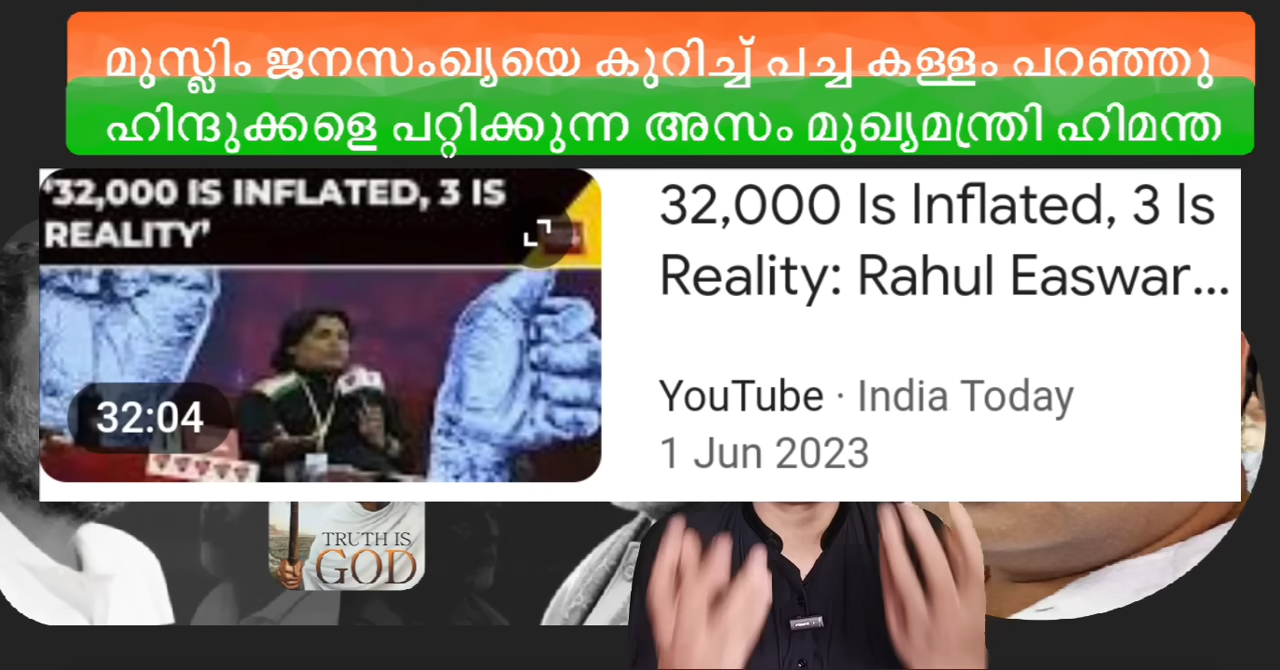 മുസ്ലിം ജനസംഖ്യയെ കുറിച്ച് പച്ച കള്ളം പറഞ്ഞു
ഹിന്ദുക്കളെ പറ്റിക്കുന്ന അസം മുഖ്യമന്ത്രി ഹിമന്ത
'32,000 IS INFLATED, 3 IS
REALITY'
32:04
32,000 Is Inflated, 3 Is
Reality: Rahul Easwar...
YouTube · India Today
1 Jun 2023
TRUTH IS
GOD